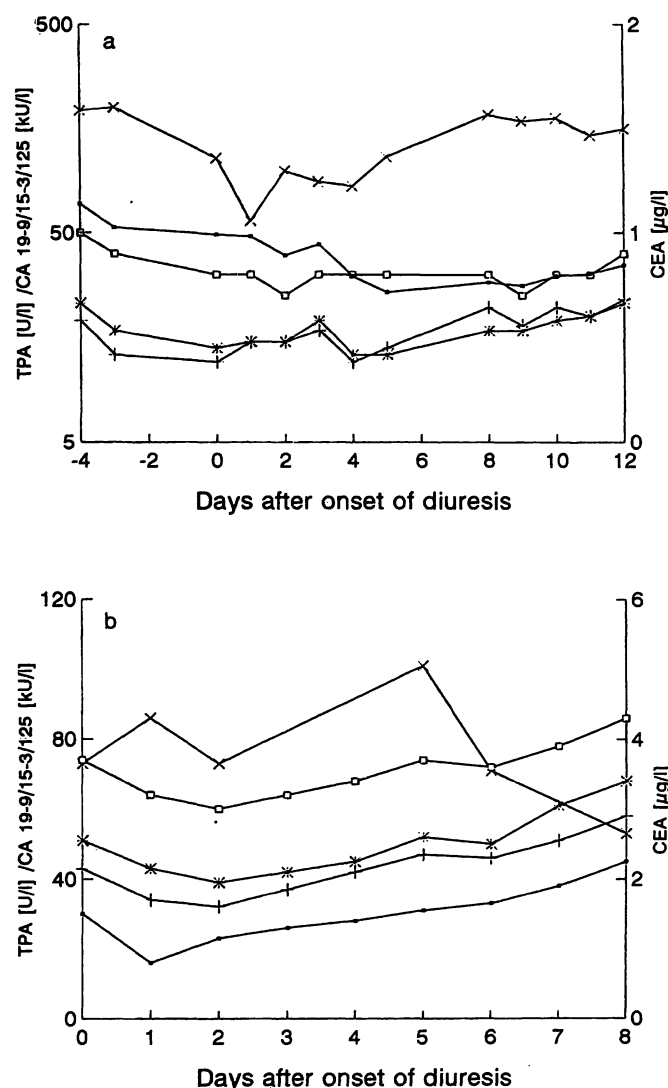 500
50
5
a
2
1
0
TPA [U/l] /CA 19-9/15-3/125 [kU/l]
CEA [µg/l]
-4 -2 0 2 4 6 8 10 12
Days after onset of diuresis
120
80
40
0
b
6
4
2
0
TPA [U/l] /CA 19-9/15-3/125 [kU/l]
CEA [µg/l]
0 1 2 3 4 5 6 7 8
Days after onset of diuresis